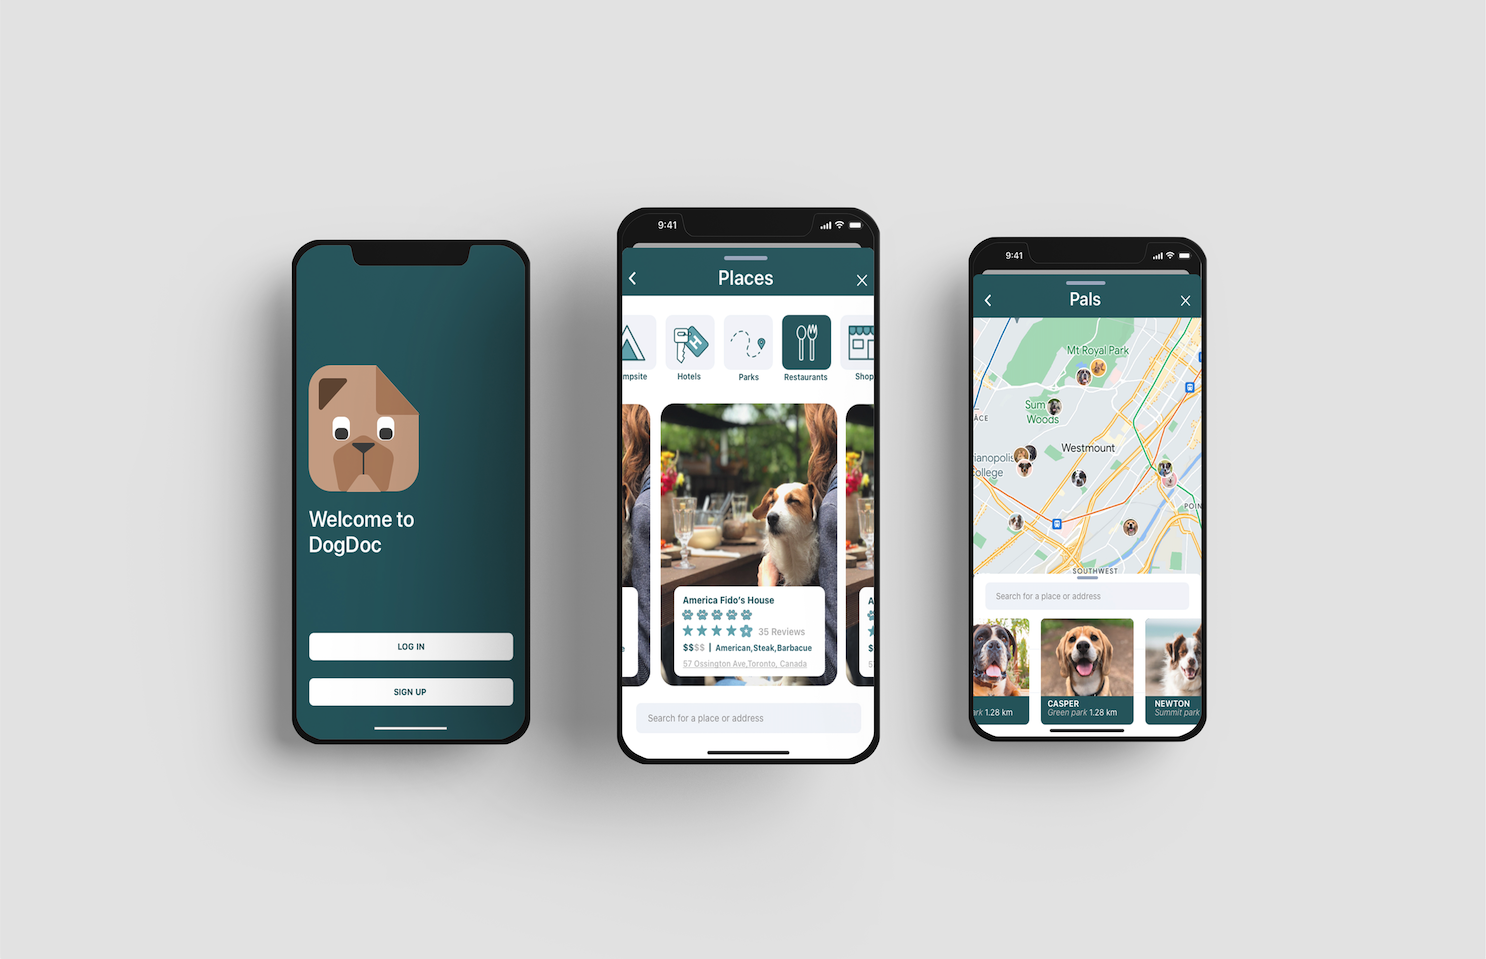 Welcome to
DogDoc
LOG IN
SIGN UP
9:41
Places
mpsite
Hotels
Parks
Restaurants
Shop
America Fido's House
35 Reviews
$$$$ | American,Steak,Barbacue
57 Ossington Ave,Toronto, Canada
Search for a place or address
9:41
Pals
Mt Royal Park
Sum
Woods
ÂCE
Westmount
ianopolis
College
POIN
SOUTHWEST
Search for a place or address
ark 1.28 km
CASPER
Green park 1.28 km
NEWTON
Summit park